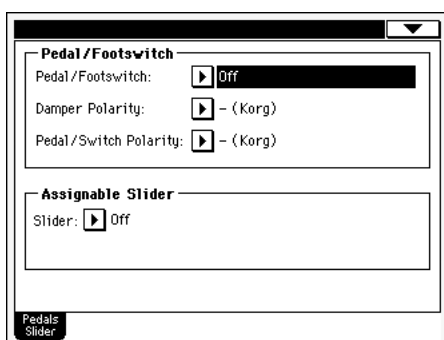 Pedal/Footswitch
Pedal/Footswitch: Off
Damper Polarity: - (Korg)
Pedal/Switch Polarity: - (Korg)
Assignable Slider
Slider: Off
Pedals
Slider